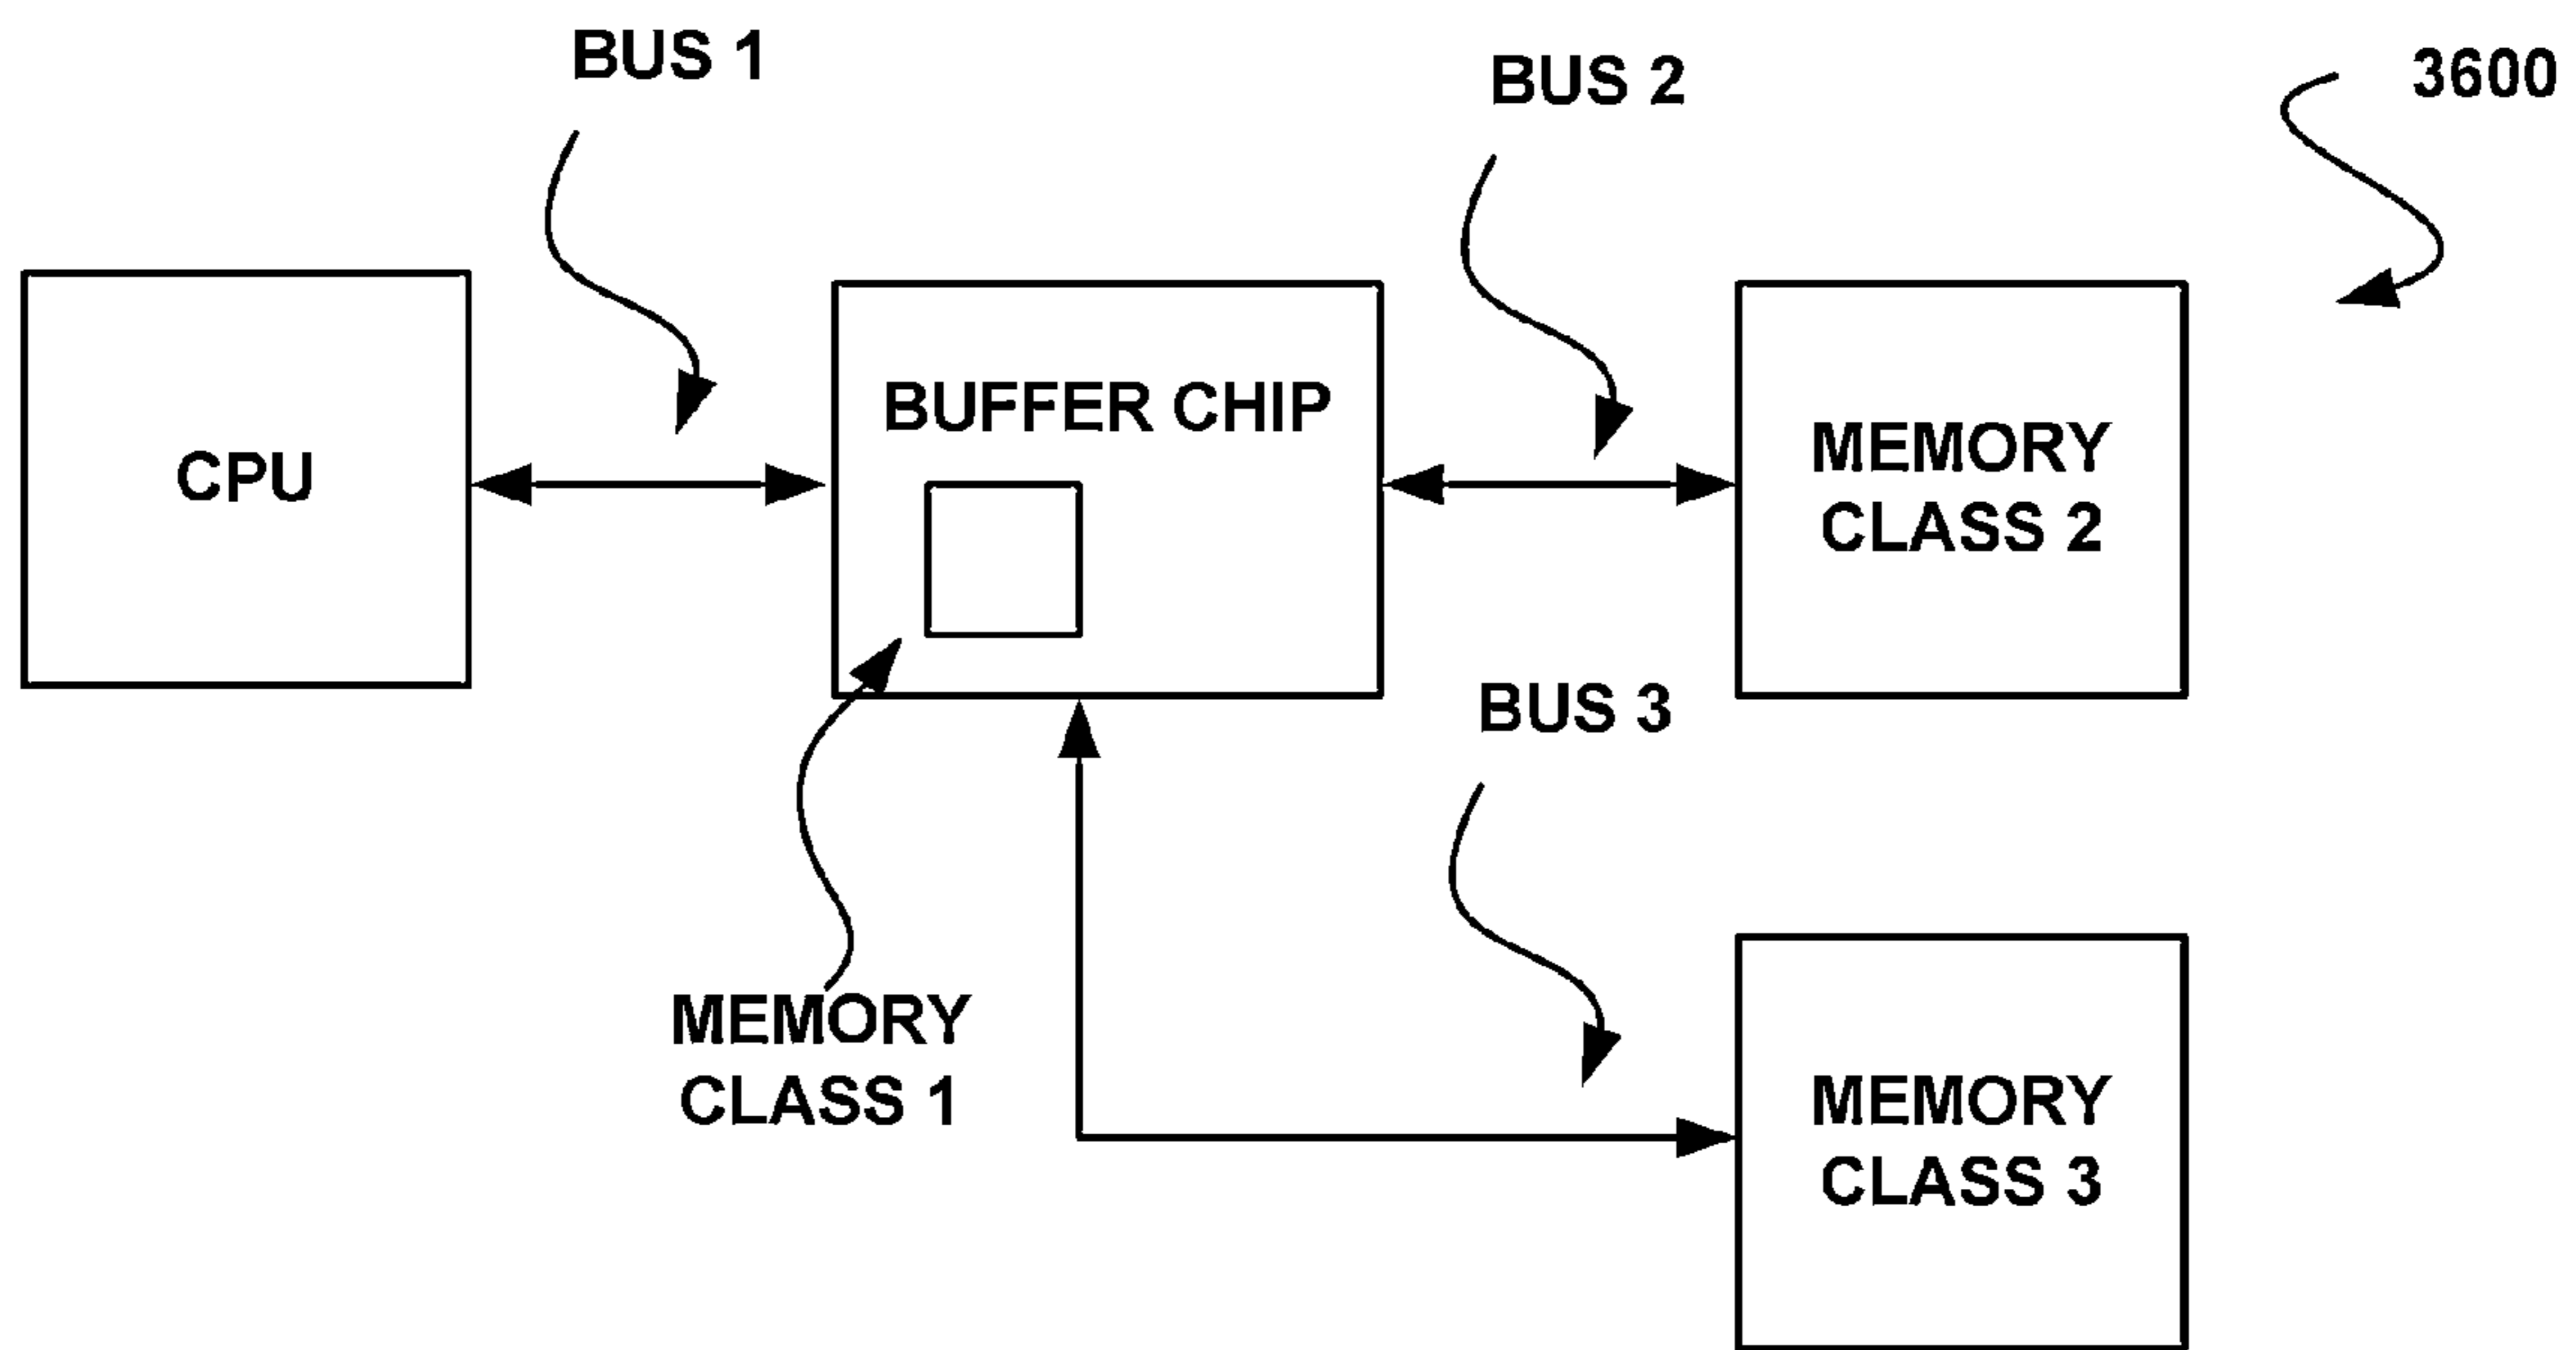 BUS 1
BUS 2
3600
CPU
BUFFER CHIP
MEMORY
CLASS 2
BUS 3
MEMORY
CLASS 1
MEMORY
CLASS 3